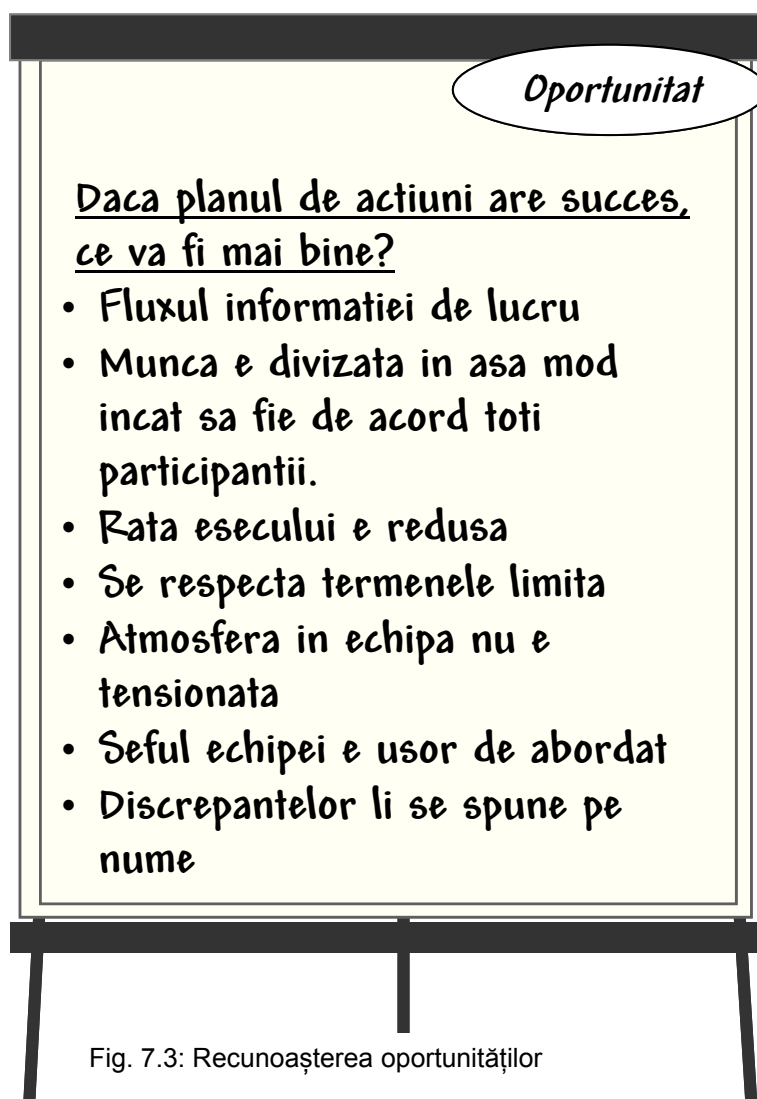 Oportunitat
Daca planul de actiuni are succes,
ce va fi mai bine?
• Fluxul informatiei de lucru
• Munca e divizata in asa mod
incat sa fie de acord toti
participantii.
• Rata esecului e redusa
• Se respecta termenele limita
• Atmosfera in echipa nu e
tensionata
• Seful echipei e usor de abordat
• Discrepantelor li se spune pe
nume
Fig. 7.3: Recunoașterea oportunităților